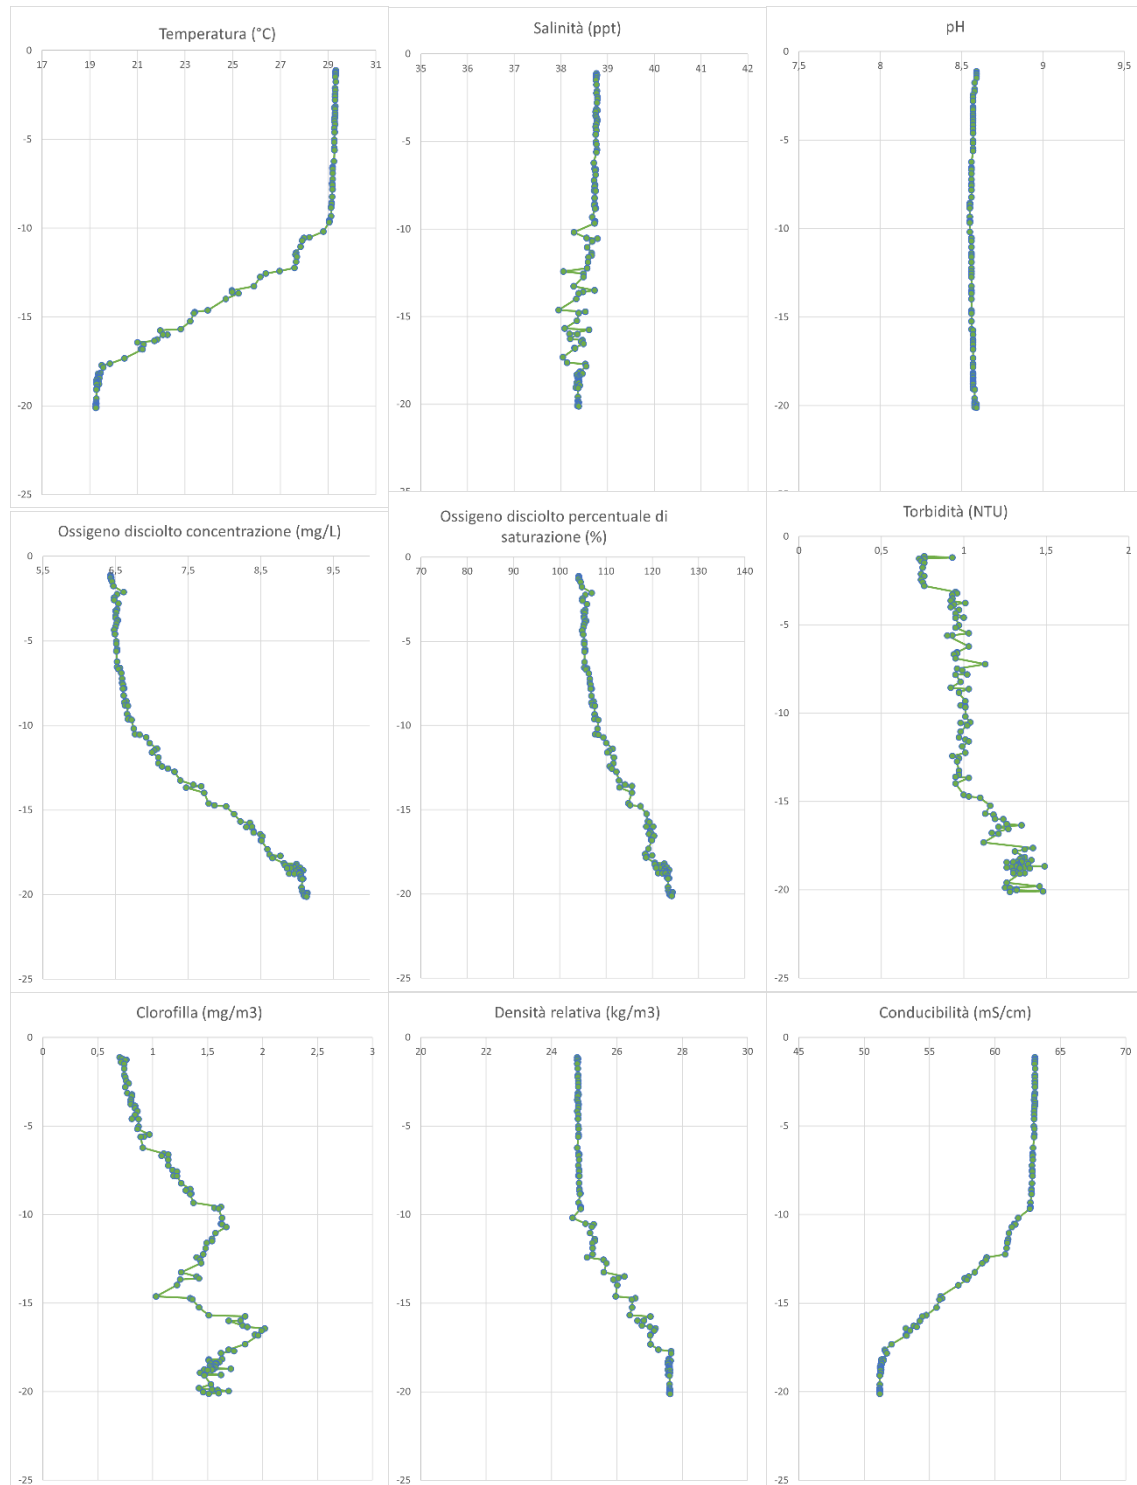 Temperatura (°C)
0
17 19 21 23 25 27 29 31
-5
-10
-15
-20
-25
Salinità (ppt)
0
35 36 37 38 39 40 41 42
-5
-10
-15
-20
-25
pH
0
7,5 8 8,5 9 9,5
-5
-10
-15
-20
Ossigeno disciolto concentrazione (mg/L)
0
5,5 6,5 7,5 8,5 9,5
-5
-10
-15
-20
-25
Ossigeno disciolto percentuale di
saturazione (%)
0
70 80 90 100 110 120 130 140
-5
-10
-15
-20
-25
Torbidità (NTU)
0 0,5 1 1,5 2
0
-5
-10
-15
-20
-25
Clorofilla (mg/m3)
0
0 0,5 1 1,5 2 2,5 3
-5
-10
-15
-20
-25
Densità relativa (kg/m3)
0
20 22 24 26 28 30
-5
-10
-15
-20
-25
Conducibilità (mS/cm)
0
45 50 55 60 65 70
-5
-10
-15
-20
-25